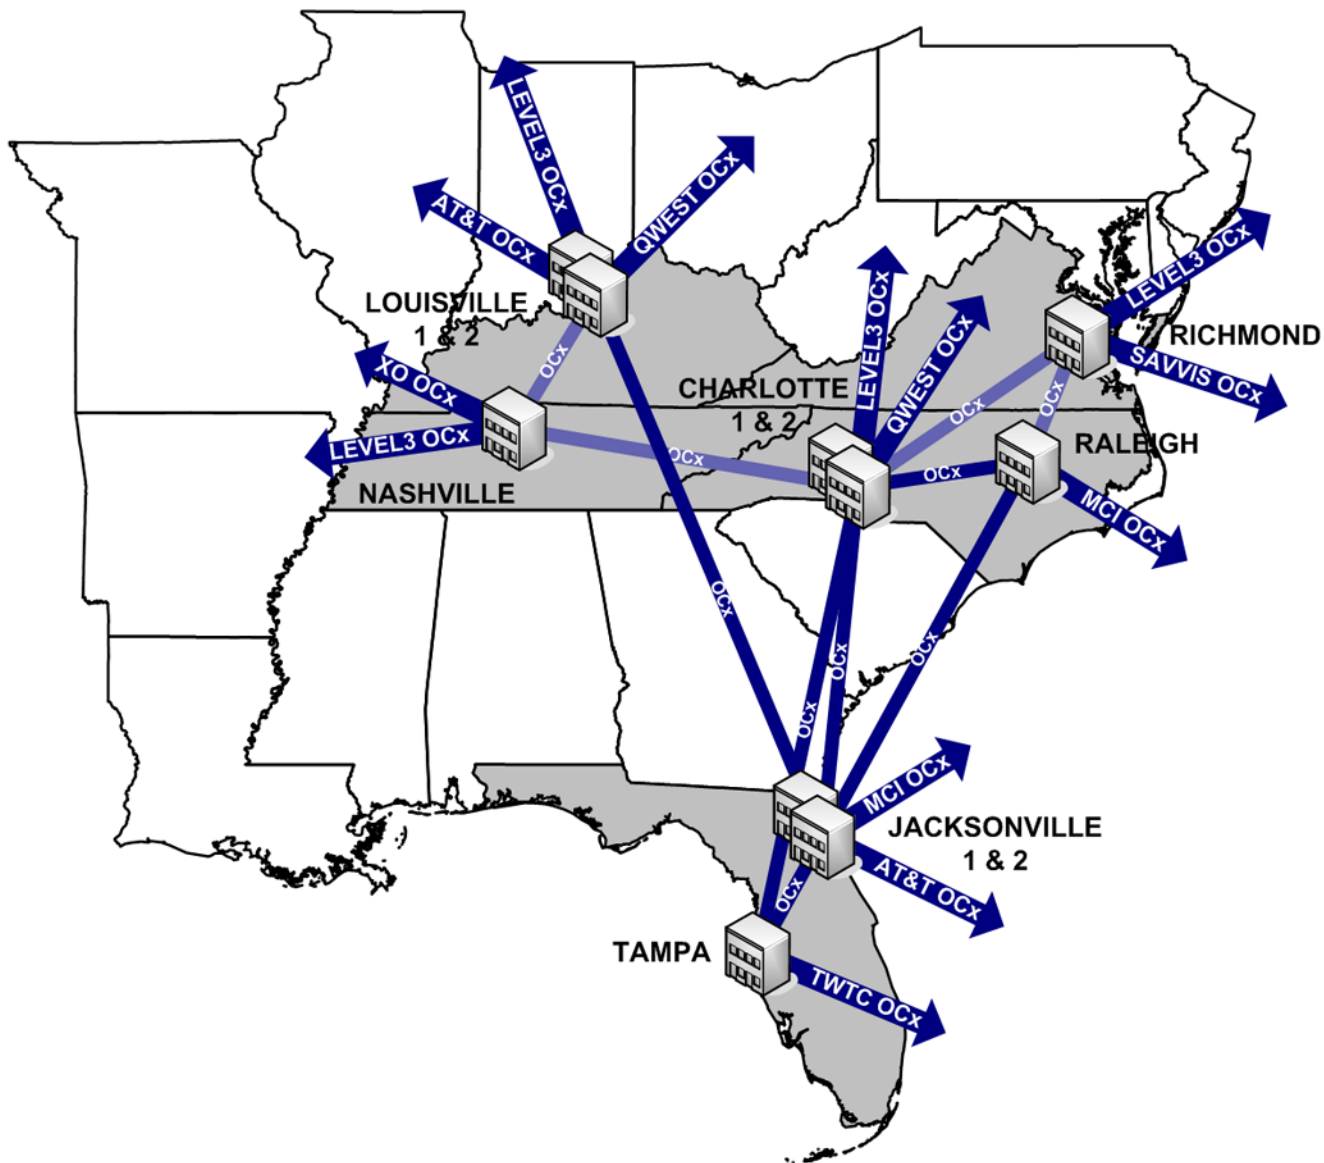 LEVEL3 OCx
AT&T OCx
QWEST OCx
LOUISVILLE
1 & 2
OCx
XO OCx
LEVEL3 OCx
NASHVILLE
OCx
OCx
CHARLOTTE
1 & 2
LEVEL3 OCx
QWEST OCx
LEVEL3 OCx
RICHMOND
SAVVIS OCx
OCx
OCx
RALEIGH
OCx
MCI OCx
OCx
OCx
OCx
MCI OCx
JACKSONVILLE
1 & 2
AT&T OCx
OCx
TAMPA
TWTC OCx